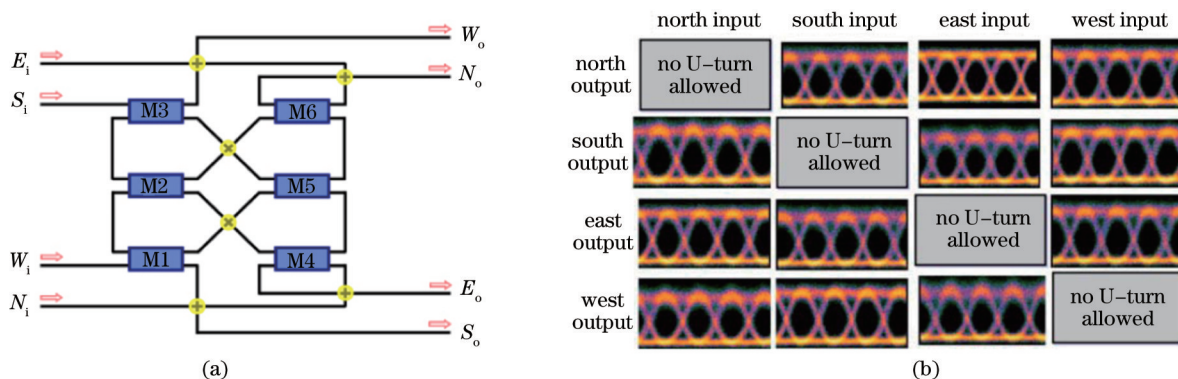 W_o
E_i
N_o
S_i
M3
M6
M2
M5
W_i
M1
M4
N_i
E_o
S_o
(a)
north input south input east input west input
north output
no U-turn allowed
south output
no U-turn allowed
east output
no U-turn allowed
west output
no U-turn allowed
(b)